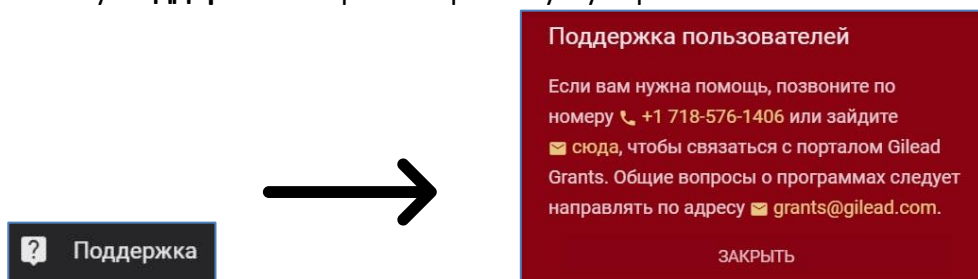 Поддержка пользователей
Если вам нужна помощь, позвоните по
номеру +1 718-576-1406 или зайдите
сюда, чтобы связаться с порталом Gilead
Grants. Общие вопросы о программах следует
направлять по адресу grants@gilead.com.
ЗАКРЫТЬ
Поддержка